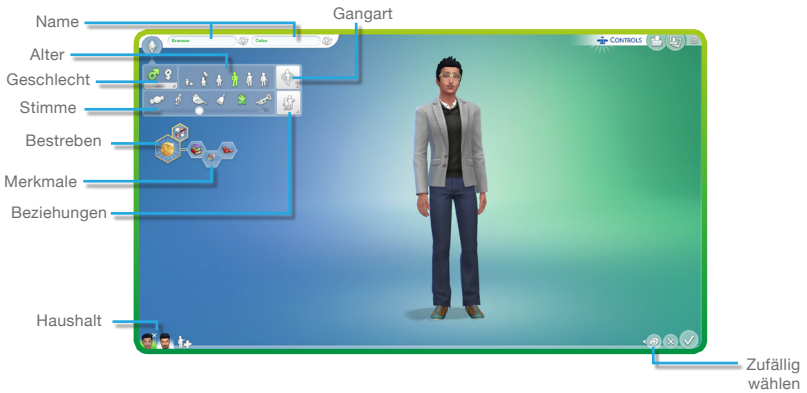 Name
Gangart
Alter
Geschlecht
Stimme
Bestreben
Merkmale
Beziehungen
Haushalt
Zufällig
wählen
CONTROLS